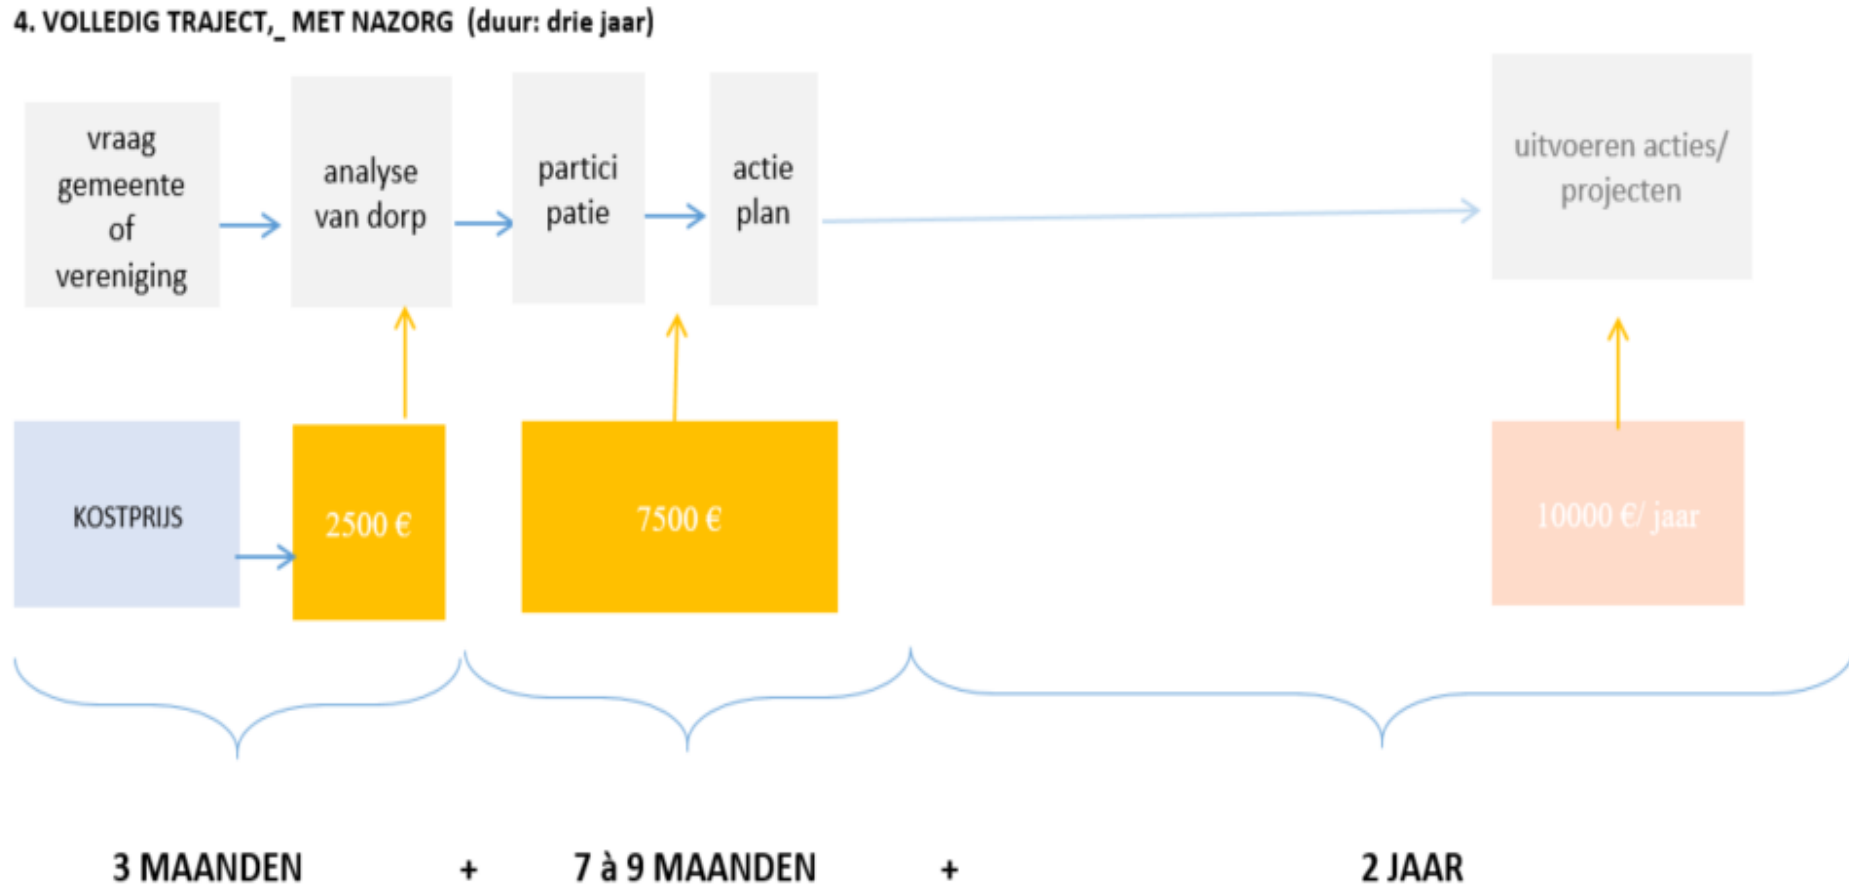 4. VOLLEDIG TRAJECT,_ MET NAZORG (duur: drie jaar)
vraag
gemeente
of
vereniging
analyse
van dorp
partici
patie
actie
plan
uitvoeren acties/
projecten
KOSTPRIJS
2500 €
7500 €
10000 €/ jaar
3 MAANDEN + 7 à 9 MAANDEN + 2 JAAR